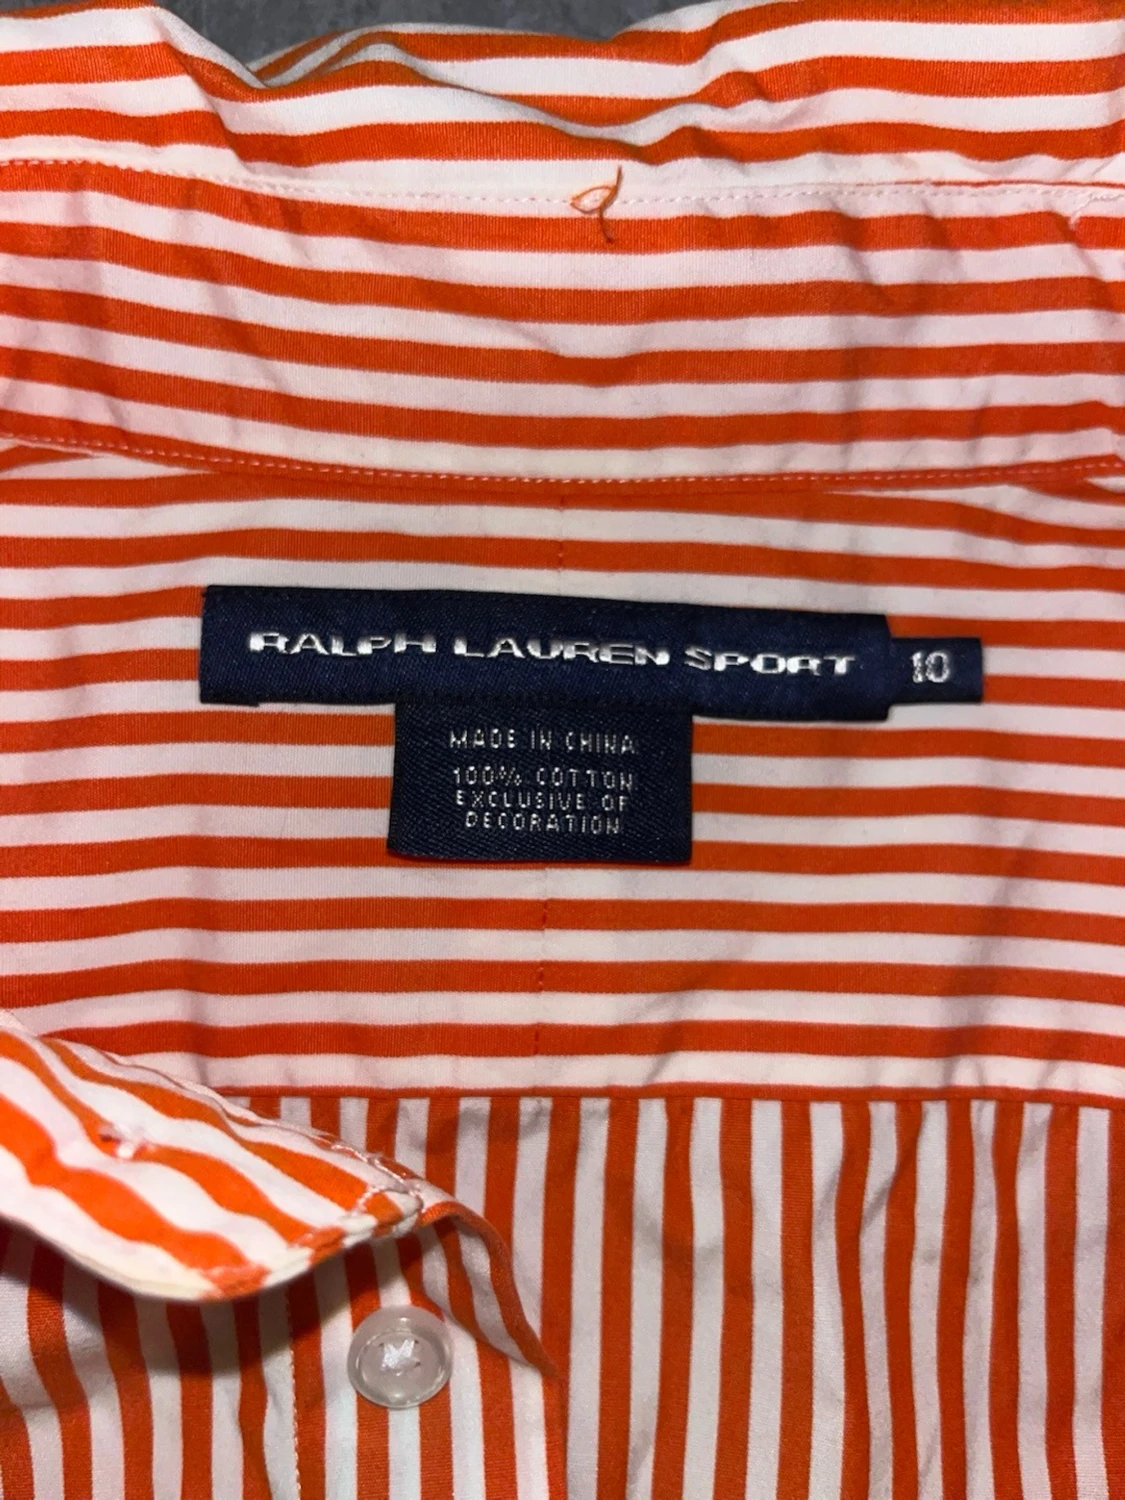 RALPH LAUREN SPORT 10
MADE IN CHINA
100% COTTON
EXCLUSIVE OF
DECORATION